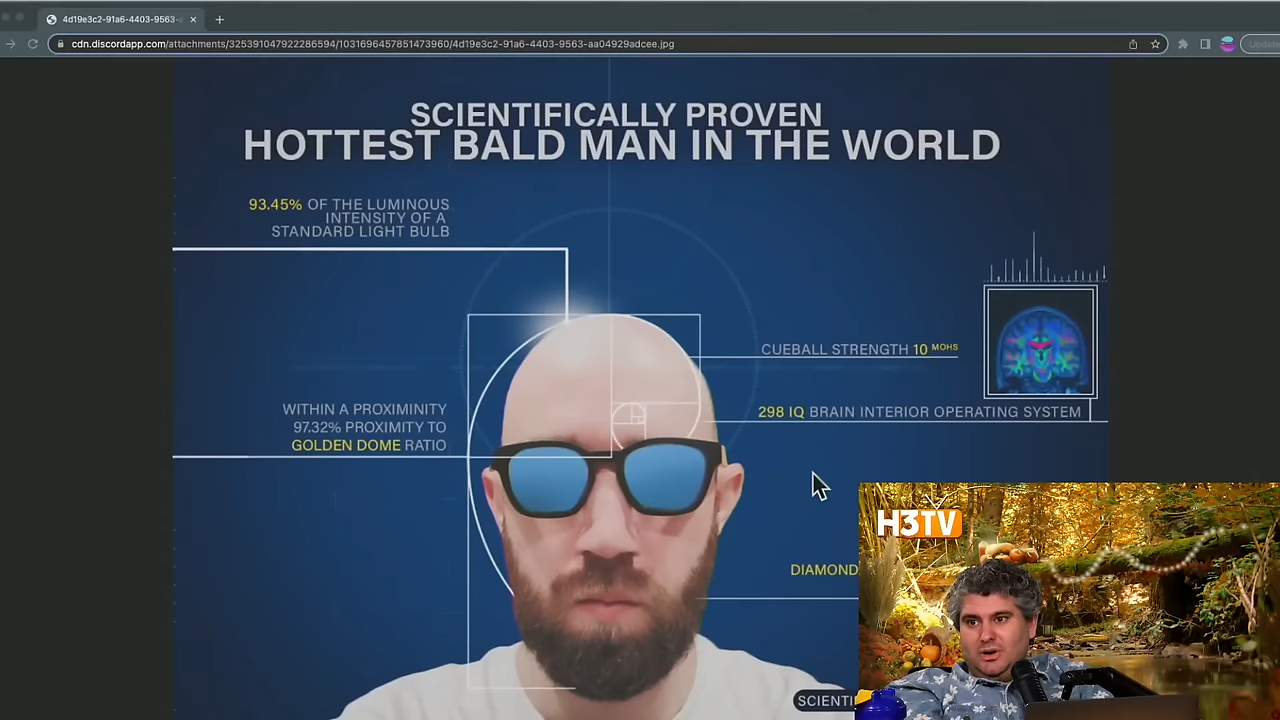 4d19e3c2-91a6-4403-9563-a
cdn.discordapp.com/attachments/325391047922286594/1031696457851473960/4d19e3c2-91a6-4403-9563-aa04929adcee.jpg
Update
SCIENTIFICALLY PROVEN
HOTTEST BALD MAN IN THE WORLD
93.45% OF THE LUMINOUS
INTENSITY OF A
STANDARD LIGHT BULB
CUEBALL STRENGTH 10 MOHS
WITHIN A PROXIMINITY
97.32% PROXIMITY TO
GOLDEN DOME RATIO
298 IQ BRAIN INTERIOR OPERATING SYSTEM
H3TV
DIAMOND
SCIENTI